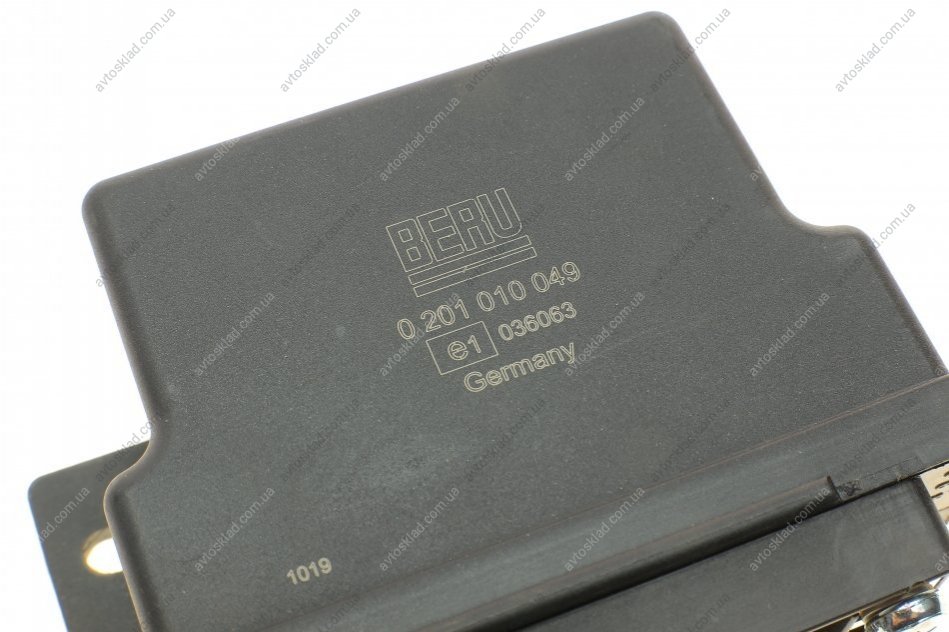 BERU
0 201 010 049
e1 036063
Germany
1019
avtosklad.com.ua